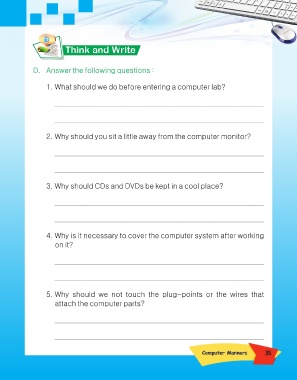 Think and Write
D. Answer the following questions :
1. What should we do before entering a computer lab?
2. Why should you sit a little away from the computer monitor?
3. Why should CDs and DVDs be kept in a cool place?
4. Why is it necessary to cover the computer system after working
on it?
5. Why should we not touch the plug-points or the wires that
attach the computer parts?
Computer Manners